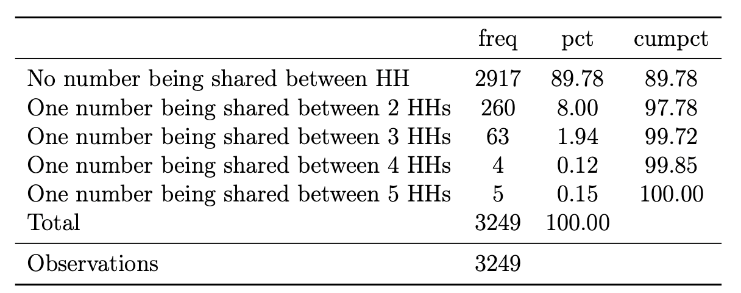 freq pct cumpct
No number being shared between HH 2917 89.78 89.78
One number being shared between 2 HHs 260 8.00 97.78
One number being shared between 3 HHs 63 1.94 99.72
One number being shared between 4 HHs 4 0.12 99.85
One number being shared between 5 HHs 5 0.15 100.00
Total 3249 100.00
Observations 3249